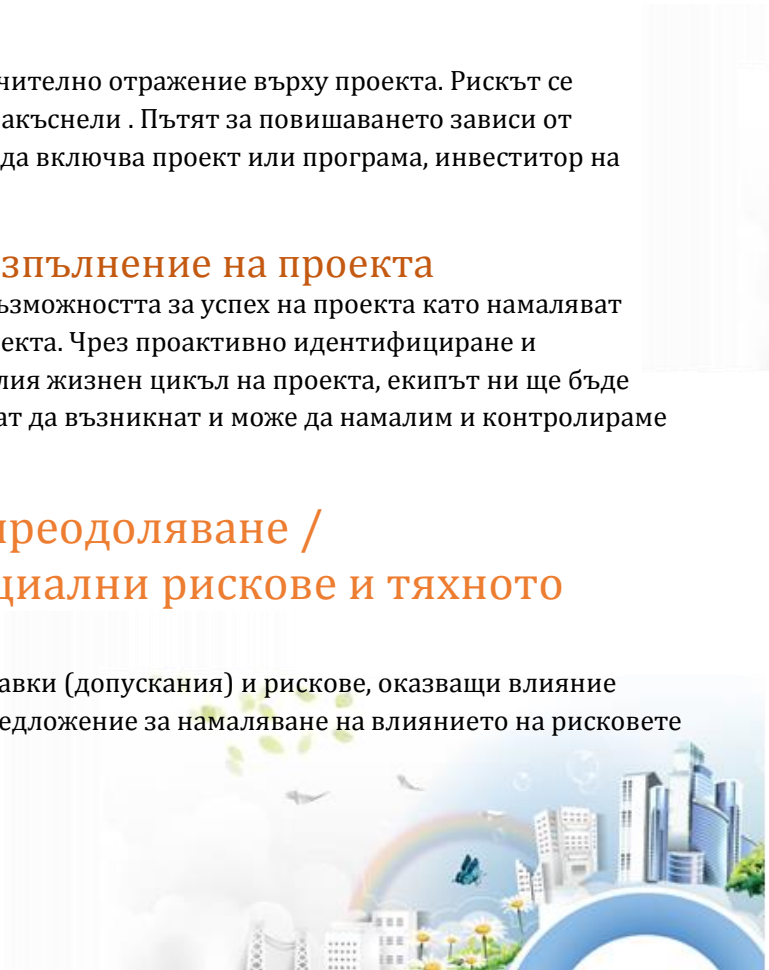 чително отражение върху проекта. Рискът се
акъснели . Пътят за повишаването зависи от
да включва проект или програма, инвеститор на
зпълнение на проекта
ъзможността за успех на проекта като намаляват
екта. Чрез проактивно идентифициране и
лия жизнен цикъл на проекта, екипът ни ще бъде
ат да възникнат и може да намалим и контролираме
преодоляване /
циални рискове и тяхното
авки (допускания) и рискове, оказващи влияние
едложение за намаляване на влиянието на рисковете